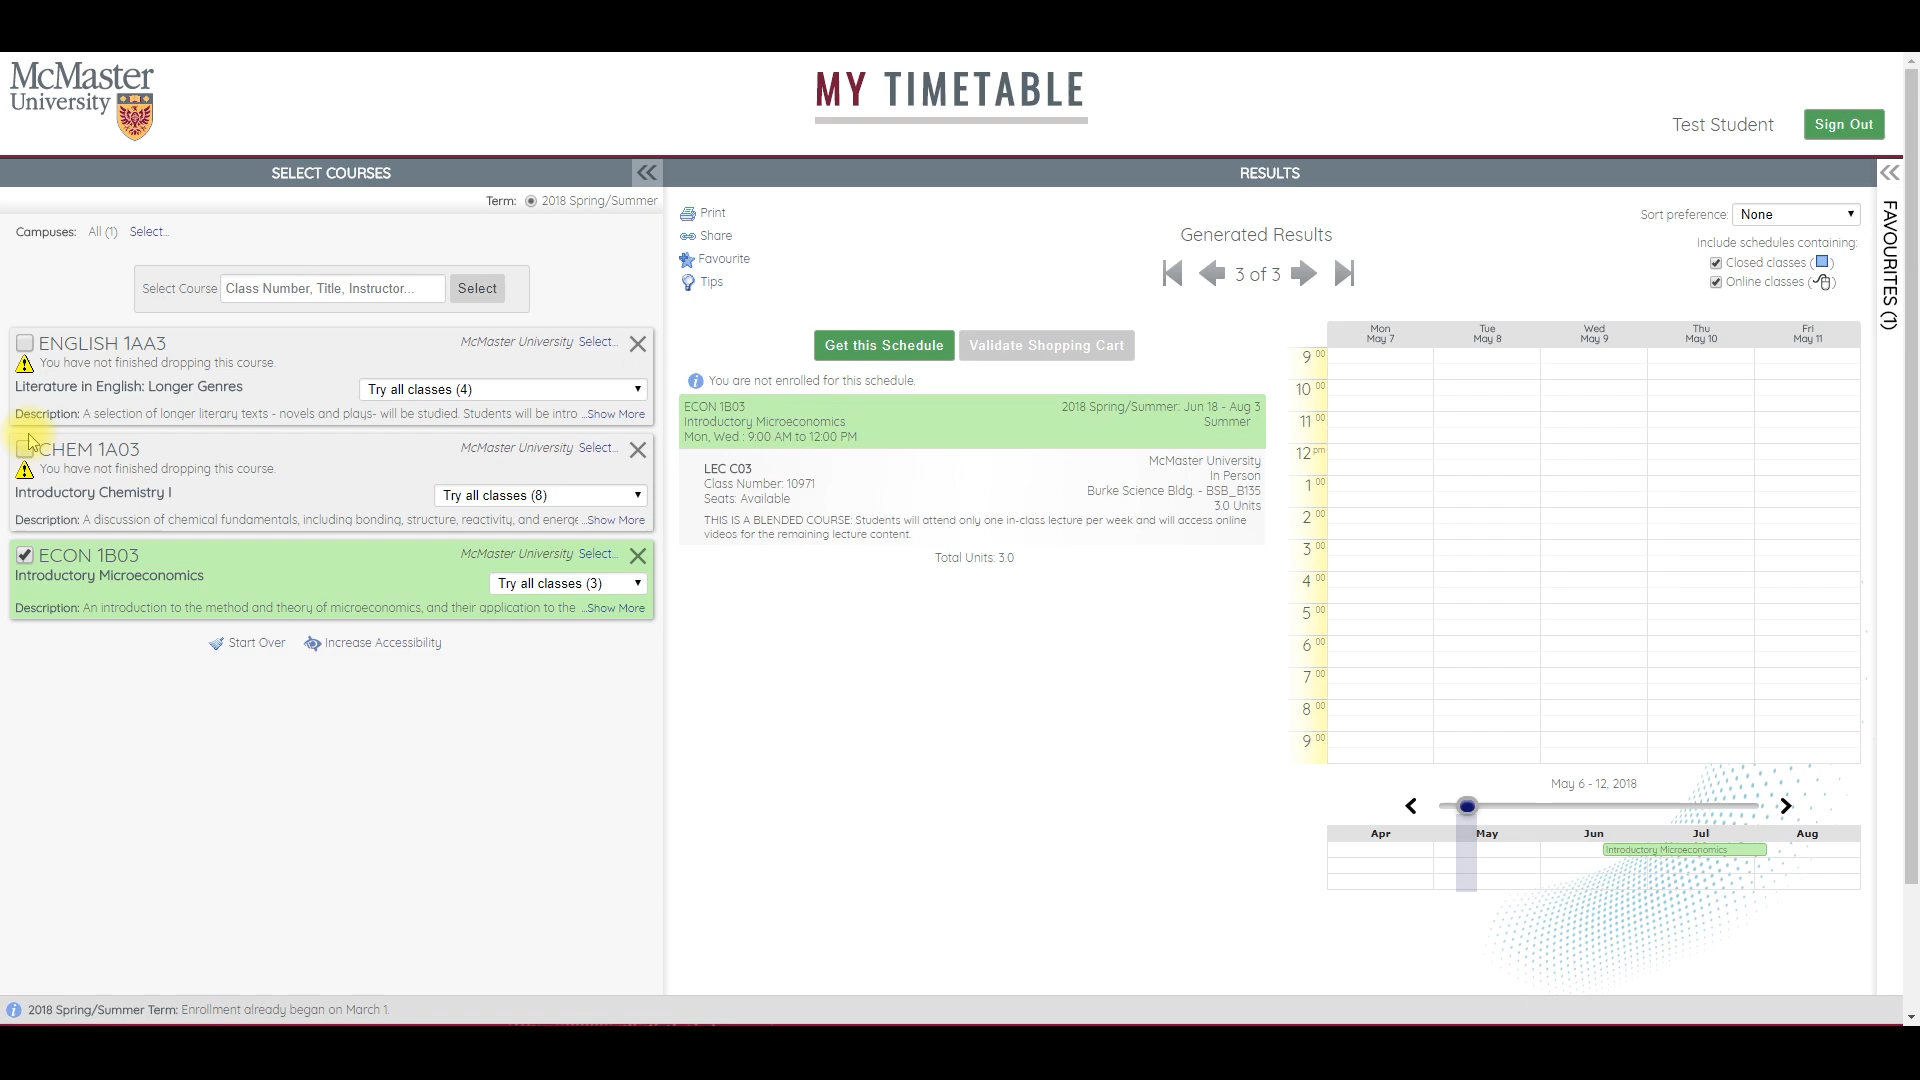 McMaster
University
MY TIMETABLE
Test Student
Sign Out
SELECT COURSES
Term: 2018 Spring/Summer
Campuses: All (1) Select...
Select Course Class Number, Title, Instructor... Select
ENGLISH 1AA3 McMaster University Select...
You have not finished dropping this course.
Literature in English: Longer Genres Try all classes (4)
Description: A selection of longer literary texts - novels and plays- will be studied. Students will be intro ...Show More
CHEM 1A03 McMaster University Select...
You have not finished dropping this course.
Introductory Chemistry I Try all classes (8)
Description: A discussion of chemical fundamentals, including bonding, structure, reactivity, and energe ...Show More
ECON 1B03 McMaster University Select...
Introductory Microeconomics
Try all classes (3)
Description: An introduction to the method and theory of microeconomics, and their application to the ...Show More
Start Over Increase Accessibility
RESULTS
Print
Share
Favourite
Tips
Generated Results
3 of 3
Sort preference: None
Include schedules containing:
Closed classes ( )
Online classes ( )
Get this Schedule Validate Shopping Cart
You are not enrolled for this schedule.
ECON 1B03 2018 Spring/Summer: Jun 18 - Aug 3
Introductory Microeconomics Summer
Mon, Wed : 9:00 AM to 12:00 PM
LEC C03
Class Number: 10971
Seats: Available
McMaster University
In Person
Burke Science Bldg. - BSB_B135
3.0 Units
THIS IS A BLENDED COURSE: Students will attend only one in-class lecture per week and will access online
videos for the remaining lecture content.
Total Units: 3.0
Mon Tue Wed Thu Fri
May 7 May 8 May 9 May 10 May 11
9 00
10 00
11 00
12 pm
1 00
2 00
3 00
4 00
5 00
6 00
7 00
8 00
9 00
May 6 - 12, 2018
Apr May Jun Jul Aug
Introductory Microeconomics
FAVOURITES (1)
2018 Spring/Summer Term: Enrollment already began on March 1.